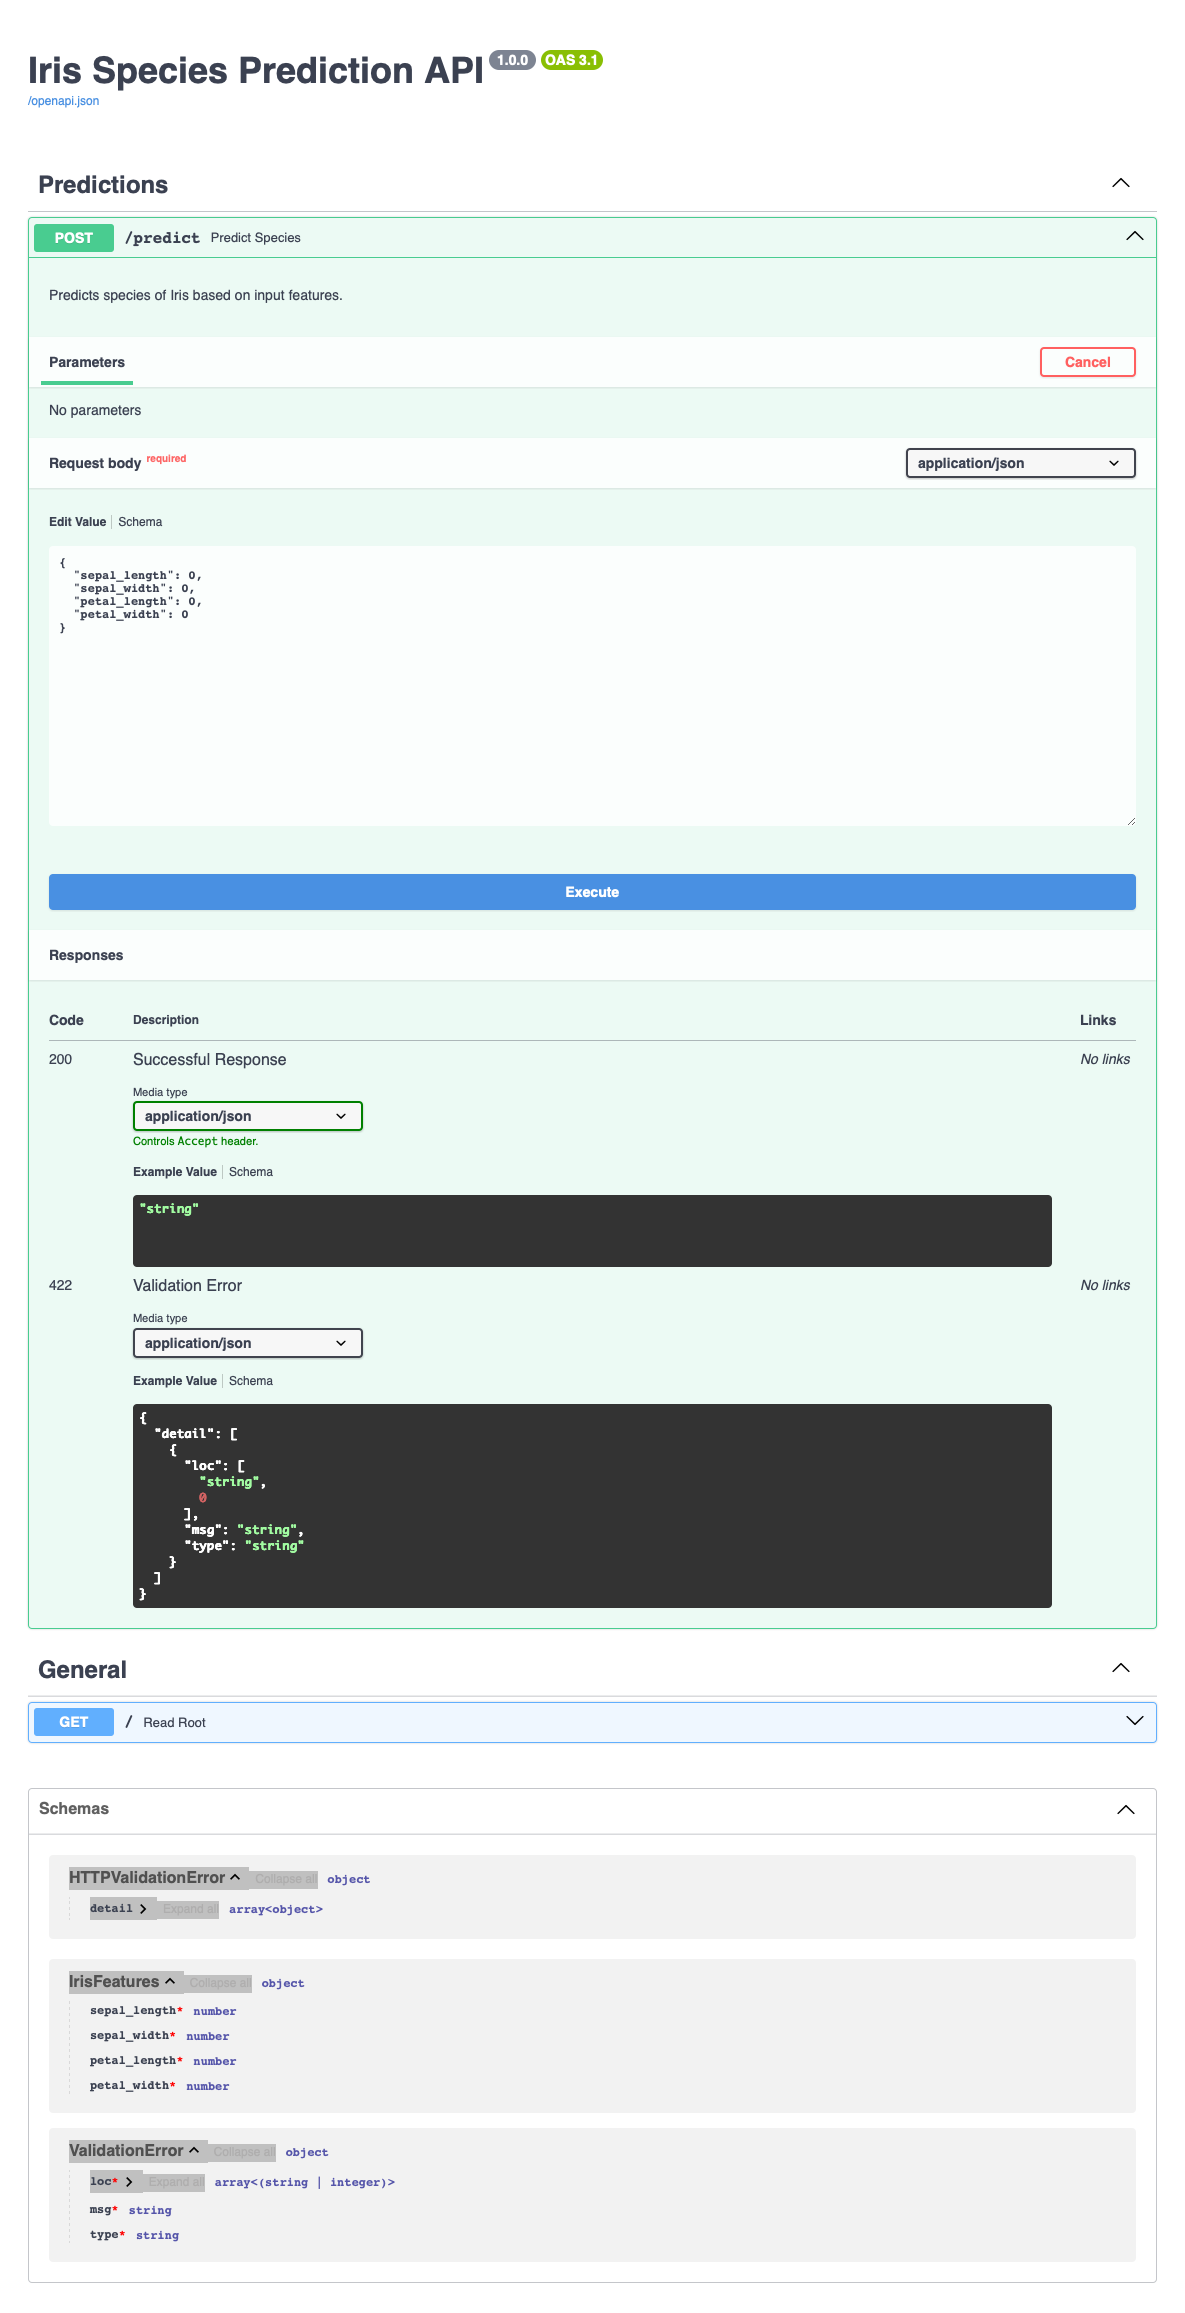 Iris Species Prediction API 1.0.0 OAS 3.1
/openapi.json
Predictions
POST /predict Predict Species
Predicts species of Iris based on input features.
Parameters Cancel
No parameters
Request body required application/json
Edit Value Schema
{
"sepal_length": 0,
"sepal_width": 0,
"petal_length": 0,
"petal_width": 0
}
Execute
Responses
Code Description Links
200 Successful Response No links
Media type
application/json
Controls Accept header.
Example Value Schema
"string"
422 Validation Error No links
Media type
application/json
Example Value Schema
{
"detail": [
{
"loc": [
"string",
0
],
"msg": "string",
"type": "string"
}
]
}
General
GET / Read Root
Schemas
HTTPValidationError Collapse all object
detail Expand all array<object>
IrisFeatures Collapse all object
sepal_length* number
sepal_width* number
petal_length* number
petal_width* number
ValidationError Collapse all object
loc* Expand all array<(string | integer)>
msg* string
type* string